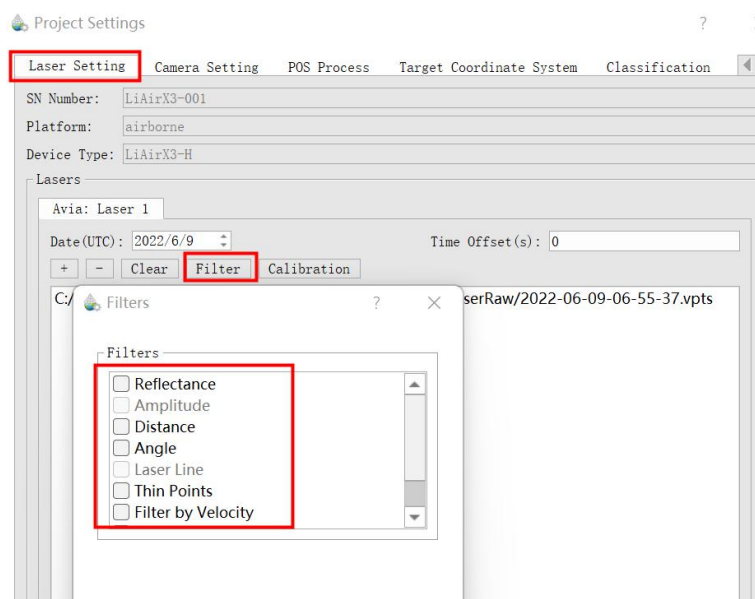 Project Settings ?
Laser Setting Camera Setting POS Process Target Coordinate System Classification
SN Number: LiAirX3-001
Platform: airborne
Device Type: LiAirX3-H
Lasers
Avia: Laser 1
Date(UTC): 2022/6/9 Time Offset(s): 0
+ - Clear Filter Calibration
C:/ serRaw/2022-06-09-06-55-37.vpts
Filters ?
Filters
Reflectance
Amplitude
Distance
Angle
Laser Line
Thin Points
Filter by Velocity